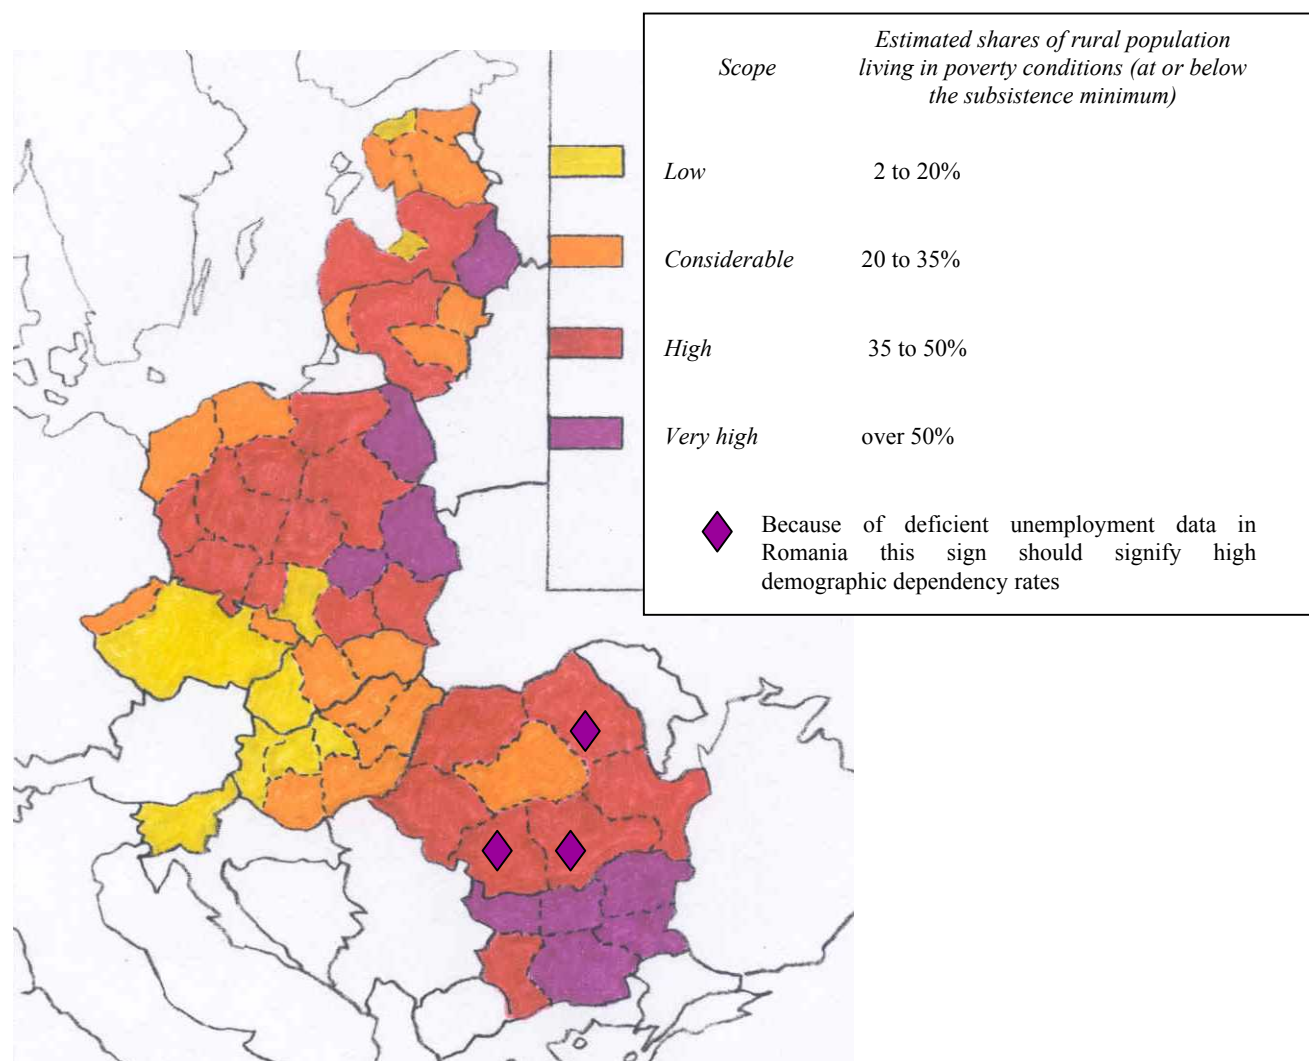 Scope
Estimated shares of rural population
living in poverty conditions (at or below
the subsistence minimum)
Low 2 to 20%
Considerable 20 to 35%
High 35 to 50%
Very high over 50%
Because of deficient unemployment data in
Romania this sign should signify high
demographic dependency rates